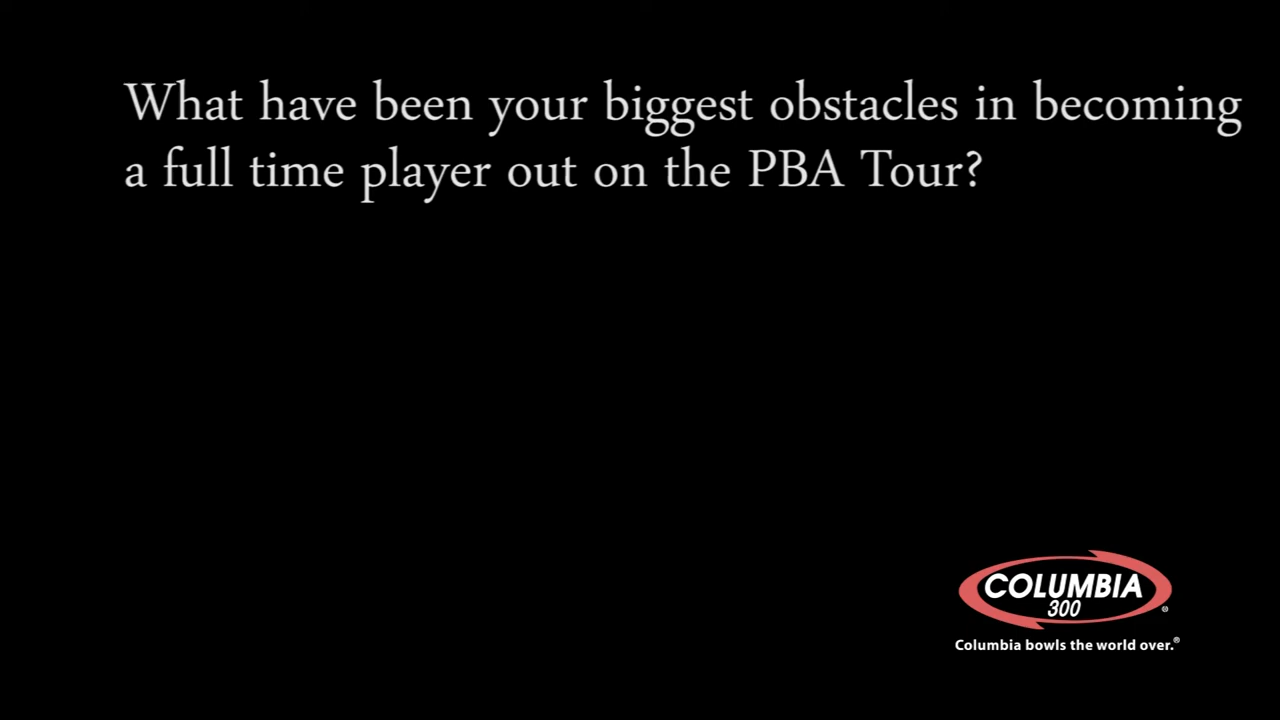 What have been your biggest obstacles in becoming
a full time player out on the PBA Tour?
COLUMBIA
300
®
Columbia bowls the world over.®